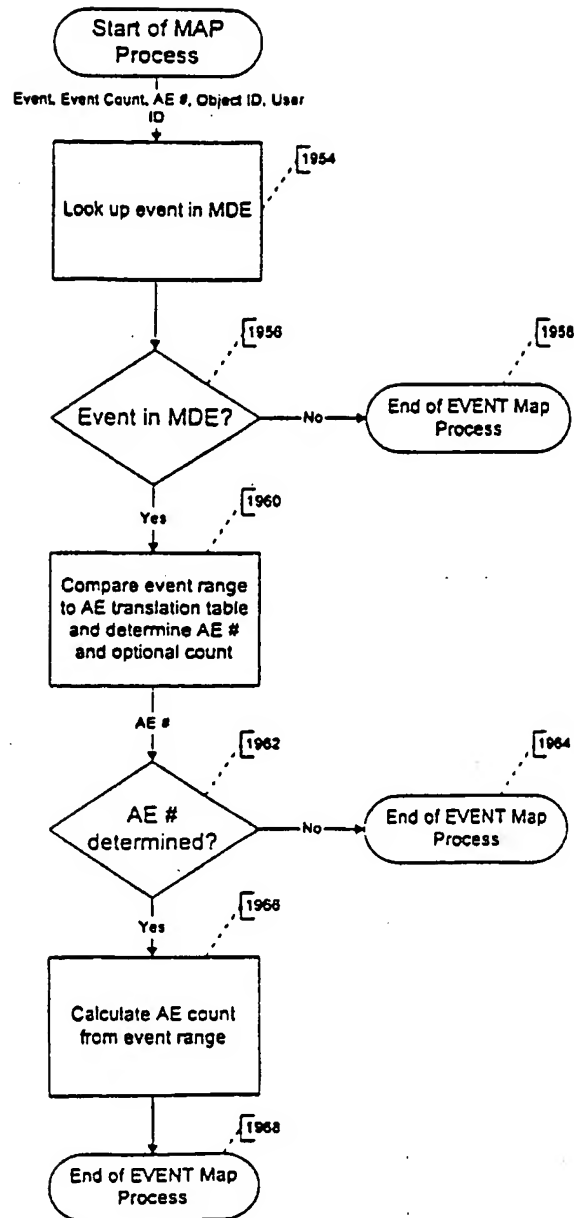 Start of MAP
Process
Event, Event Count, AE #, Object ID, User
ID
1954
Look up event in MDE
1956
1958
Event in MDE?
No
End of EVENT Map
Process
Yes
1960
Compare event range
to AE translation table
and determine AE #
and optional count
AE #
1962
1964
AE #
determined?
No
End of EVENT Map
Process
Yes
1966
Calculate AE count
from event range
1968
End of EVENT Map
Process